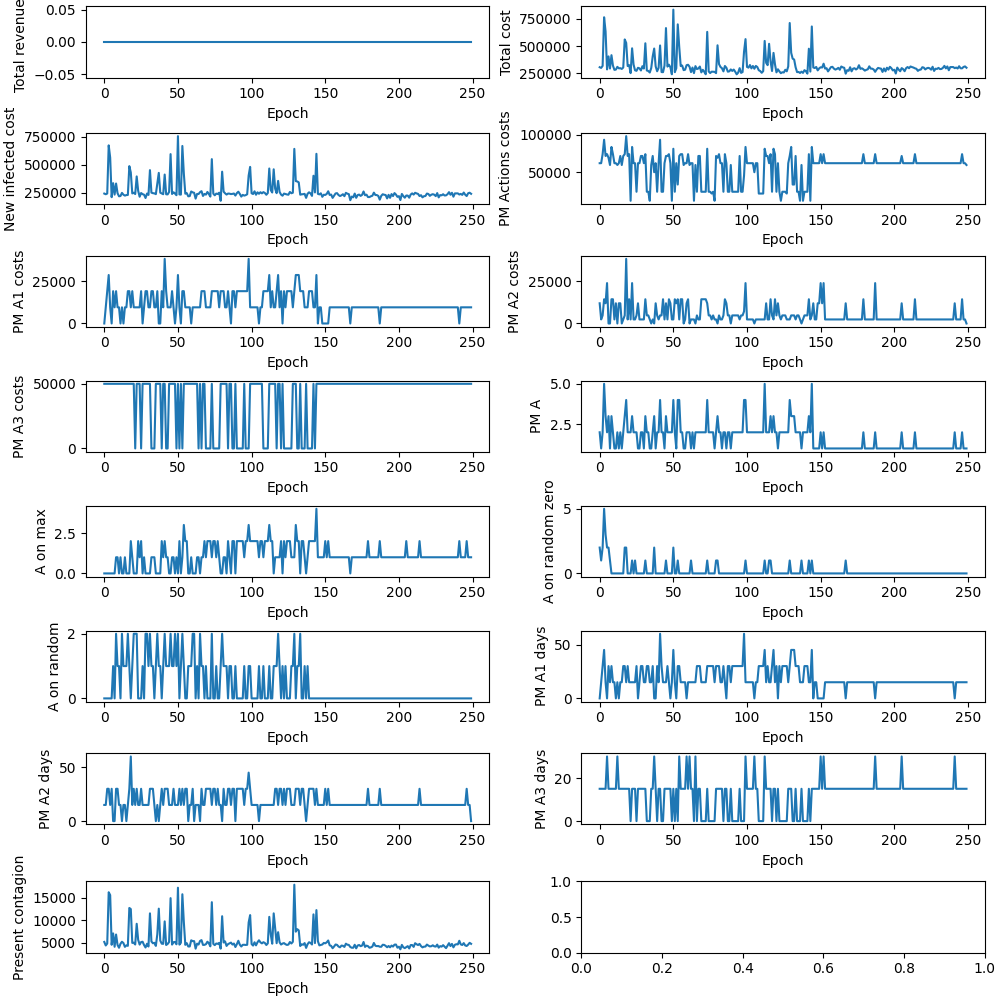 Total revenue
0.05
0.00
−0.05
0 50 100 150 200 250
Epoch
Total cost
750000
500000
250000
0 50 100 150 200 250
Epoch
New infected cost
750000
500000
250000
0 50 100 150 200 250
Epoch
PM Actions costs
100000
50000
0 50 100 150 200 250
Epoch
PM A1 costs
25000
0
0 50 100 150 200 250
Epoch
PM A2 costs
25000
0
0 50 100 150 200 250
Epoch
PM A3 costs
50000
0
0 50 100 150 200 250
Epoch
PM A
5.0
2.5
0 50 100 150 200 250
Epoch
A on max
2.5
0.0
0 50 100 150 200 250
Epoch
A on random zero
5
0
0 50 100 150 200 250
Epoch
A on random
2
0
0 50 100 150 200 250
Epoch
PM A1 days
50
0
0 50 100 150 200 250
Epoch
PM A2 days
50
0
0 50 100 150 200 250
Epoch
PM A3 days
20
0
0 50 100 150 200 250
Epoch
Present contagion
15000
10000
5000
0 50 100 150 200 250
Epoch
1.0
0.5
0.0
0.0 0.2 0.4 0.6 0.8 1.0